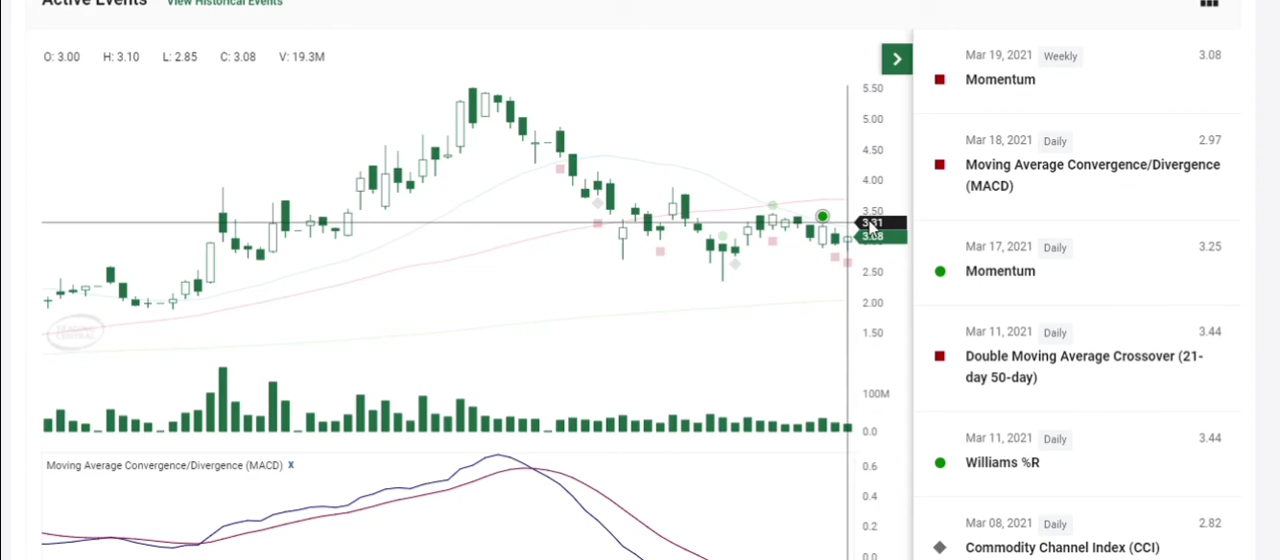 Active Events View Historical Events
O: 3.00 H: 3.10 L: 2.85 C: 3.08 V: 19.3M
5.50
5.00
4.50
4.00
3.50
3.31
3.08
2.50
2.00
1.50
TRADING
CENTRAL
100M
0.0
Moving Average Convergence/Divergence (MACD) x
0.6
0.4
0.2
0.0
Mar 19, 2021 Weekly 3.08
Momentum
Mar 18, 2021 Daily 2.97
Moving Average Convergence/Divergence
(MACD)
Mar 17, 2021 Daily 3.25
Momentum
Mar 11, 2021 Daily 3.44
Double Moving Average Crossover (21-
day 50-day)
Mar 11, 2021 Daily 3.44
Williams %R
Mar 08, 2021 Daily 2.82
Commodity Channel Index (CCI)